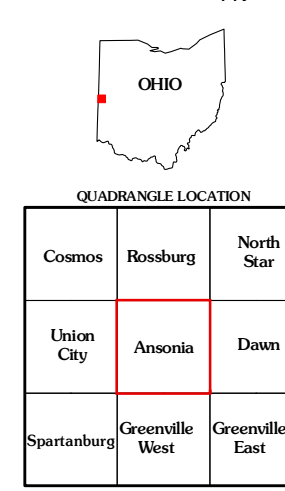 OHIO
QUADRANGLE LOCATION
Cosmos
Rossburg
North
Star
Union
City
Ansonia
Dawn
Spartanburg
Greenville
West
Greenville
East